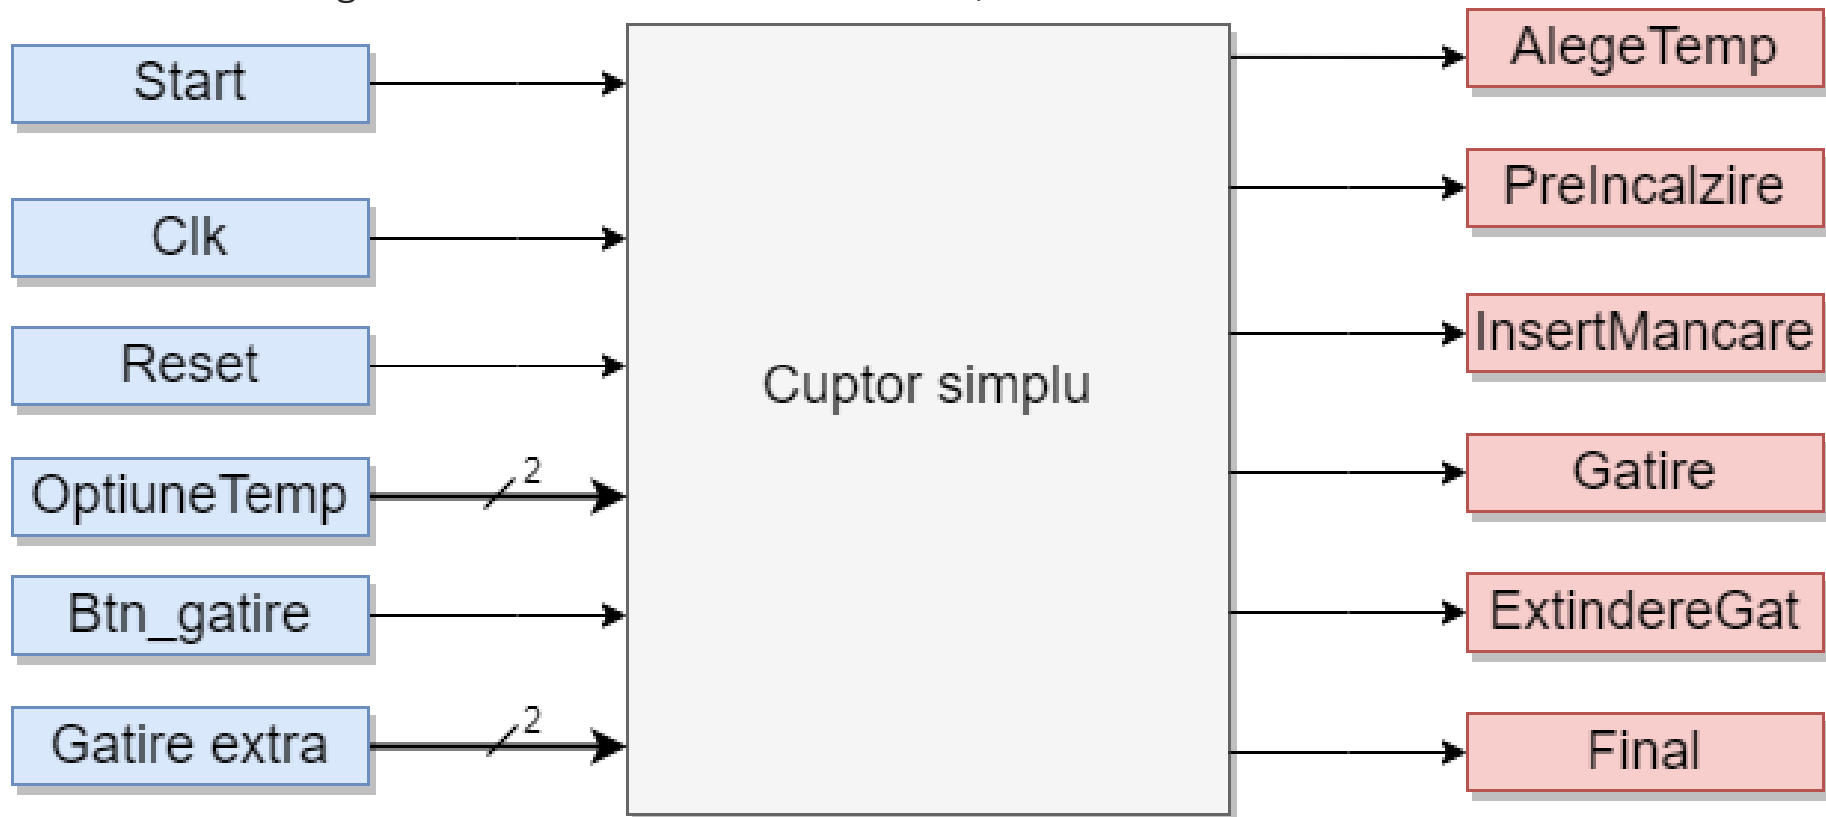 Start
Clk
Reset
OptiuneTemp
2
Btn_gatire
Gatire extra
2
Cuptor simplu
AlegeTemp
PreIncalzire
InsertMancare
Gatire
ExtindereGat
Final